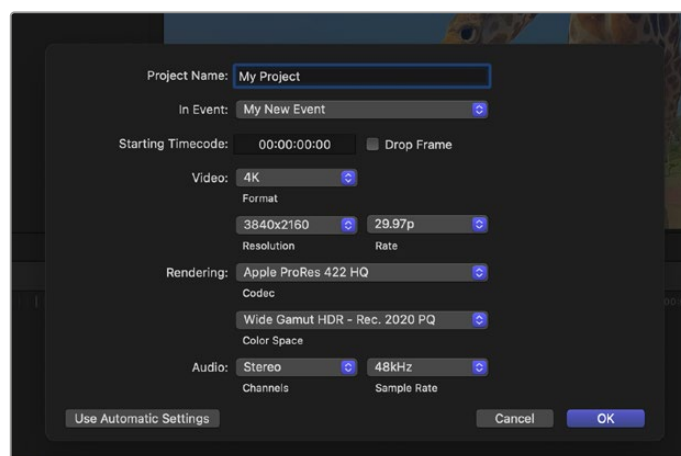 Project Name: My Project
In Event: My New Event
Starting Timecode: 00:00:00:00 Drop Frame
Video: 4K
Format
3840x2160 29.97p
Resolution Rate
Rendering: Apple ProRes 422 HQ
Codec
Wide Gamut HDR - Rec. 2020 PQ
Color Space
Audio: Stereo 48kHz
Channels Sample Rate
Use Automatic Settings Cancel OK